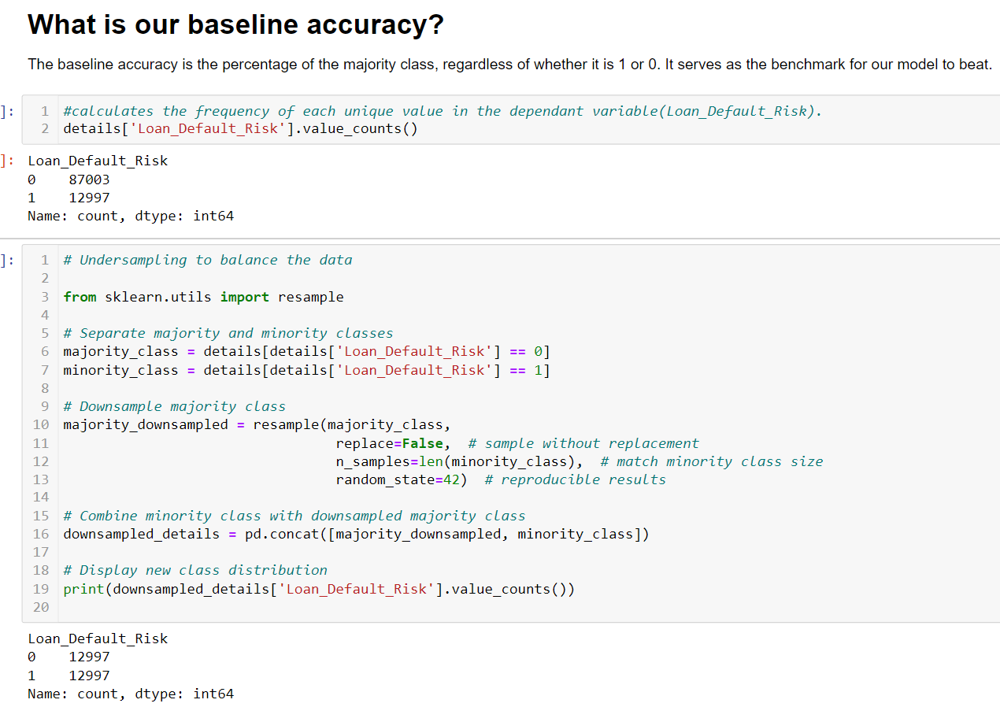 What is our baseline accuracy?
The baseline accuracy is the percentage of the majority class, regardless of whether it is 1 or 0. It serves as the benchmark for our model to beat.
]: 1 #calculates the frequency of each unique value in the dependant variable(Loan_Default_Risk).
2 details['Loan_Default_Risk'].value_counts()
]: Loan_Default_Risk
0    87003
1    12997
Name: count, dtype: int64
]: 1 # Undersampling to balance the data
2
3 from sklearn.utils import resample
4
5 # Separate majority and minority classes
6 majority_class = details[details['Loan_Default_Risk'] == 0]
7 minority_class = details[details['Loan_Default_Risk'] == 1]
8
9 # Downsample majority class
10 majority_downsampled = resample(majority_class,
11                                  replace=False,  # sample without replacement
12                                  n_samples=len(minority_class),  # match minority class size
13                                  random_state=42)  # reproducible results
14
15 # Combine minority class with downsampled majority class
16 downsampled_details = pd.concat([majority_downsampled, minority_class])
17
18 # Display new class distribution
19 print(downsampled_details['Loan_Default_Risk'].value_counts())
20
Loan_Default_Risk
0    12997
1    12997
Name: count, dtype: int64